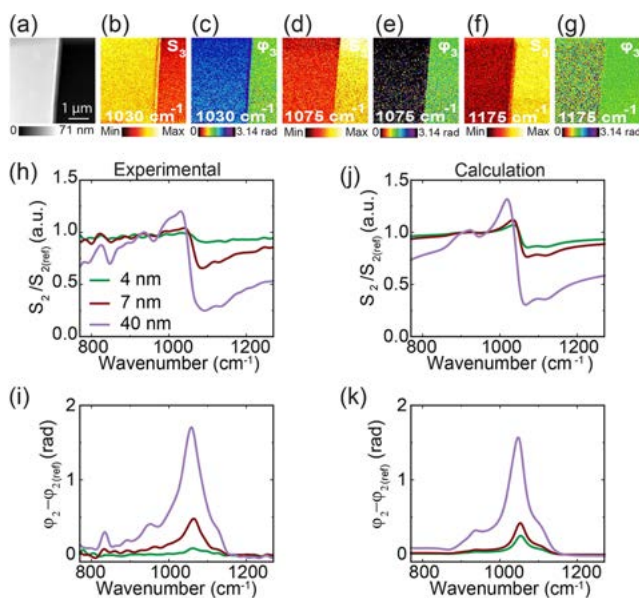 (a) (b) (c) (d) (e) (f) (g)
S₃ φ₃ S φ₃ S₃ φ₃
1 μm 1030 cm⁻¹ 1030 cm⁻¹ 1075 cm⁻¹ 1075 cm⁻¹ 1175 cm⁻¹ 1175 cm⁻¹
0 71 nm Min Max 0 3.14 rad Min Max 0 3.14 rad Min Max 0 3.14 rad
(h) Experimental
S₂/S₂(ref) (a.u.)
1.5
1.0
0.5
0.0
4 nm
7 nm
40 nm
800 1000 1200
Wavenumber (cm⁻¹)
(j) Calculation
S₂/S₂(ref) (a.u.)
1.5
1.0
0.5
0.0
800 1000 1200
Wavenumber (cm⁻¹)
(i)
φ₂–φ₂(ref) (rad)
2
1
0
800 1000 1200
Wavenumber (cm⁻¹)
(k)
φ₂–φ₂(ref) (rad)
2
1
0
800 1000 1200
Wavenumber (cm⁻¹)